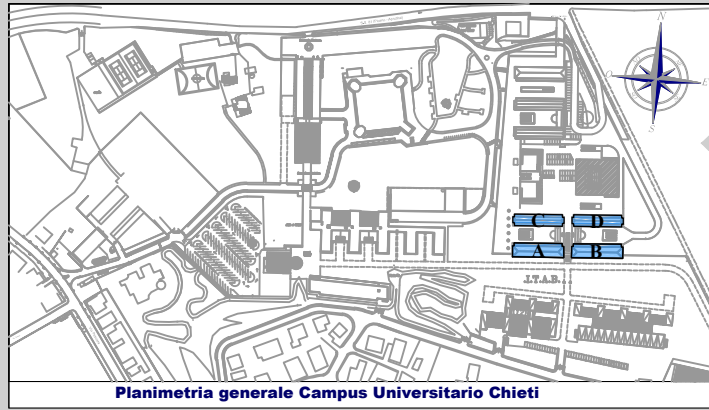 N
O
E
S
C
D
A
B
I.T.A.B.
Planimetria generale Campus Universitario Chieti